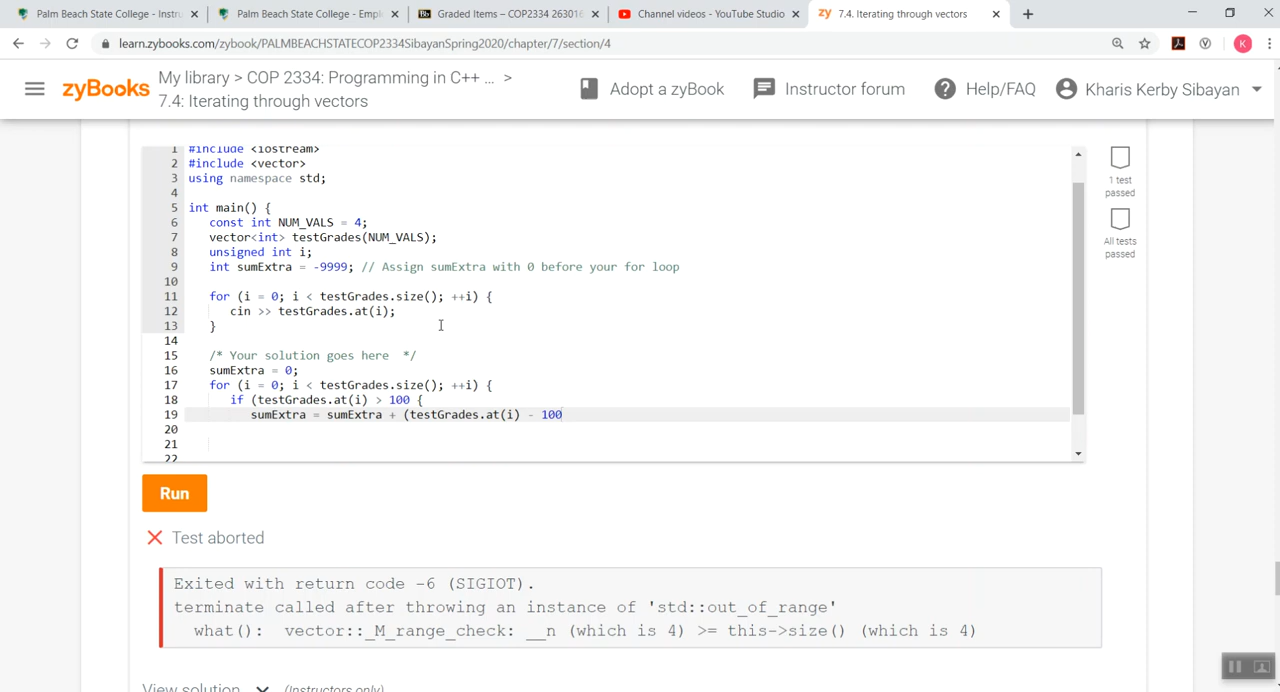 Palm Beach State College - Instru
Palm Beach State College - Empl
Graded Items – COP2334 263016
Channel videos - YouTube Studio
zy 7.4. Iterating through vectors
learn.zybooks.com/zybook/PALMBEACHSTATECOP2334SibayanSpring2020/chapter/7/section/4
K
zyBooks
My library > COP 2334: Programming in C++ ... >
7.4: Iterating through vectors
Adopt a zyBook
Instructor forum
Help/FAQ
Kharis Kerby Sibayan
1 #include <iostream>
2 #include <vector>
3 using namespace std;
4
5 int main() {
6 const int NUM_VALS = 4;
7 vector<int> testGrades(NUM_VALS);
8 unsigned int i;
9 int sumExtra = -9999; // Assign sumExtra with 0 before your for loop
10
11 for (i = 0; i < testGrades.size(); ++i) {
12 cin >> testGrades.at(i);
13 }
14
15 /* Your solution goes here */
16 sumExtra = 0;
17 for (i = 0; i < testGrades.size(); ++i) {
18 if (testGrades.at(i) > 100 {
19 sumExtra = sumExtra + (testGrades.at(i) - 100
20
21
22
1 test
passed
All tests
passed
Run
Test aborted
Exited with return code -6 (SIGIOT).
terminate called after throwing an instance of 'std::out_of_range'
what(): vector::_M_range_check: __n (which is 4) >= this->size() (which is 4)
View solution (Instructors only)